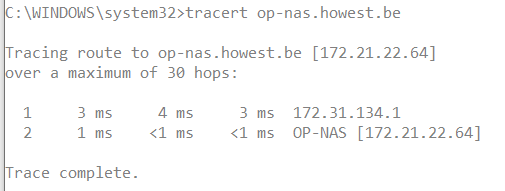 C:\WINDOWS\system32>tracert op-nas.howest.be
Tracing route to op-nas.howest.be [172.21.22.64]
over a maximum of 30 hops:
1 3 ms 4 ms 3 ms 172.31.134.1
2 1 ms <1 ms <1 ms OP-NAS [172.21.22.64]
Trace complete.